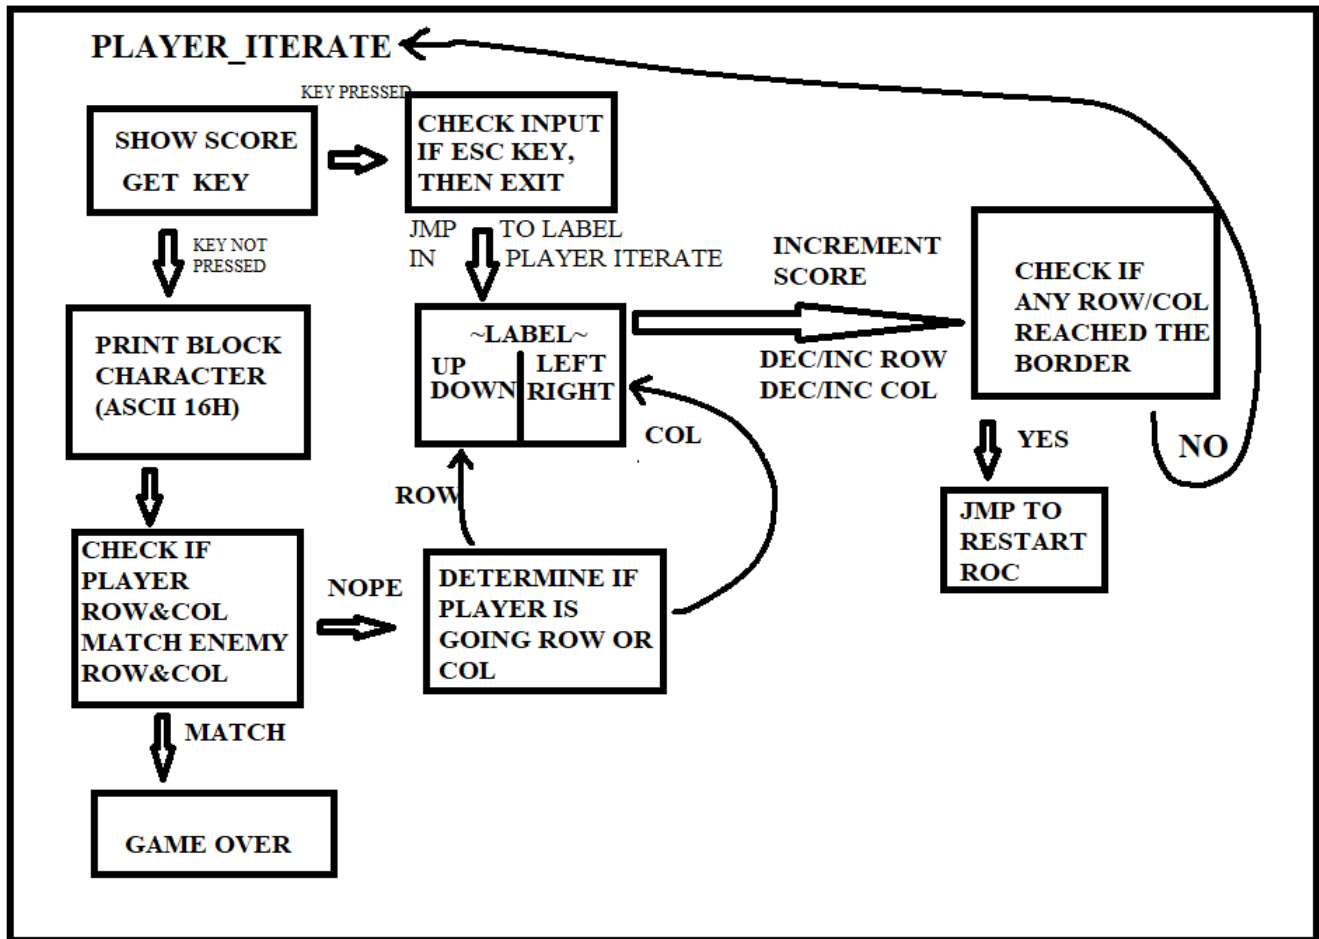 PLAYER_ITERATE
KEY PRESSED
SHOW SCORE
GET KEY
CHECK INPUT
IF ESC KEY,
THEN EXIT
KEY NOT
PRESSED
JMP TO LABEL
IN PLAYER ITERATE
PRINT BLOCK
CHARACTER
(ASCII 16H)
~LABEL~
UP
DOWN
LEFT
RIGHT
INCREMENT
SCORE
DEC/INC ROW
DEC/INC COL
CHECK IF
ANY ROW/COL
REACHED THE
BORDER
COL
ROW
YES
NO
JMP TO
RESTART
ROC
CHECK IF
PLAYER
ROW&COL
MATCH ENEMY
ROW&COL
NOPE
DETERMINE IF
PLAYER IS
GOING ROW OR
COL
MATCH
GAME OVER